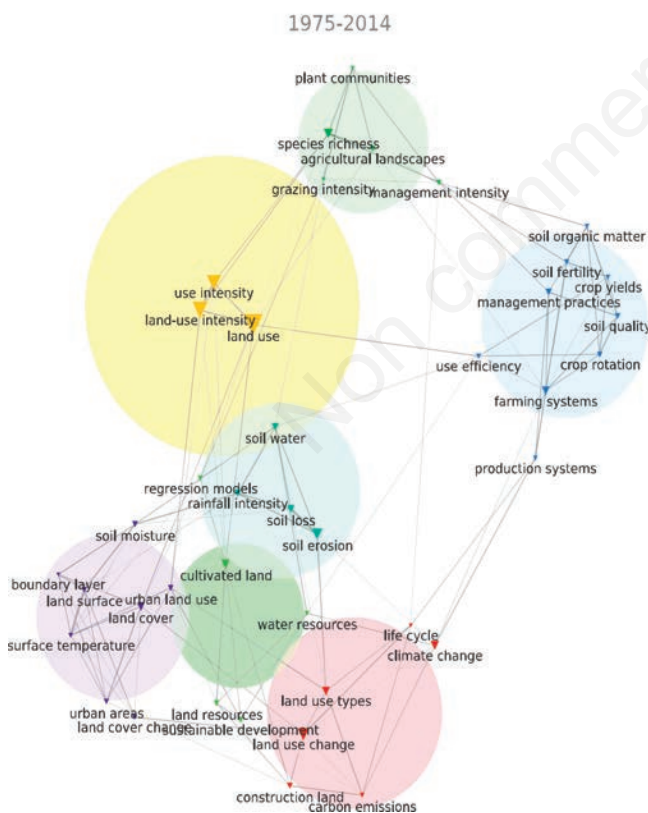 1975-2014
plant communities
species richness
agricultural landscapes
grazing intensity
management intensity
soil organic matter
soil fertility
crop yields
use intensity
management practices
land-use intensity
soil quality
land use
use efficiency
crop rotation
farming systems
soil water
production systems
regression models
rainfall intensity
soil loss
soil moisture
soil erosion
boundary layer
cultivated land
land surface
urban land use
land cover
water resources
life cycle
surface temperature
climate change
land use types
urban areas
land resources
land cover change
sustainable development
land use change
construction land
carbon emissions
Non commer